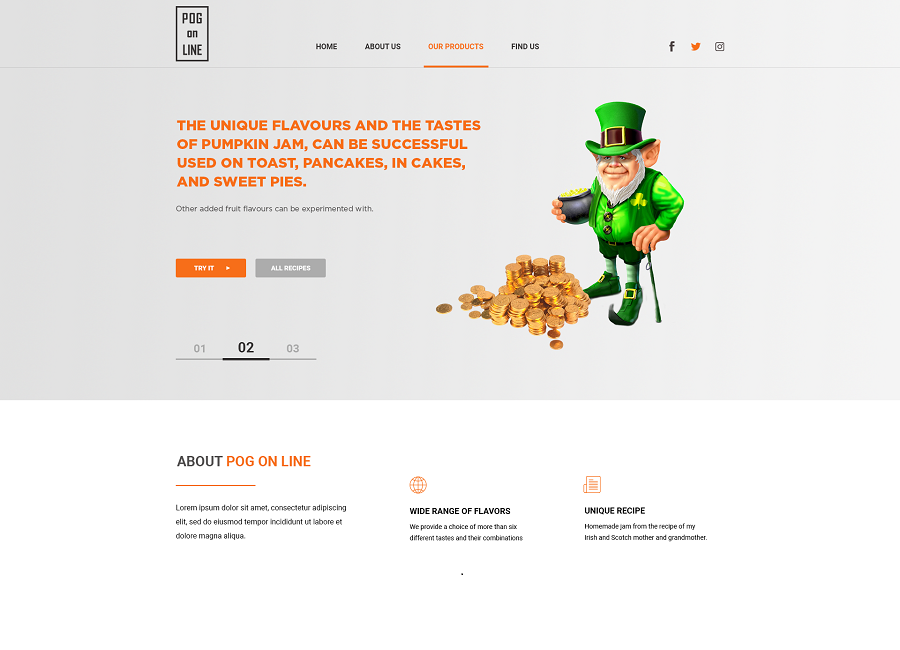 POG
on
LINE
HOME ABOUT US OUR PRODUCTS FIND US
THE UNIQUE FLAVOURS AND THE TASTES
OF PUMPKIN JAM, CAN BE SUCCESSFUL
USED ON TOAST, PANCAKES, IN CAKES,
AND SWEET PIES.
Other added fruit flavours can be experimented with.
TRY IT ALL RECIPES
01 02 03
ABOUT POG ON LINE
Lorem ipsum dolor sit amet, consectetur adipiscing
elit, sed do eiusmod tempor incididunt ut labore et
dolore magna aliqua.
WIDE RANGE OF FLAVORS
We provide a choice of more than six
different tastes and their combinations
UNIQUE RECIPE
Homemade jam from the recipe of my
Irish and Scotch mother and grandmother.